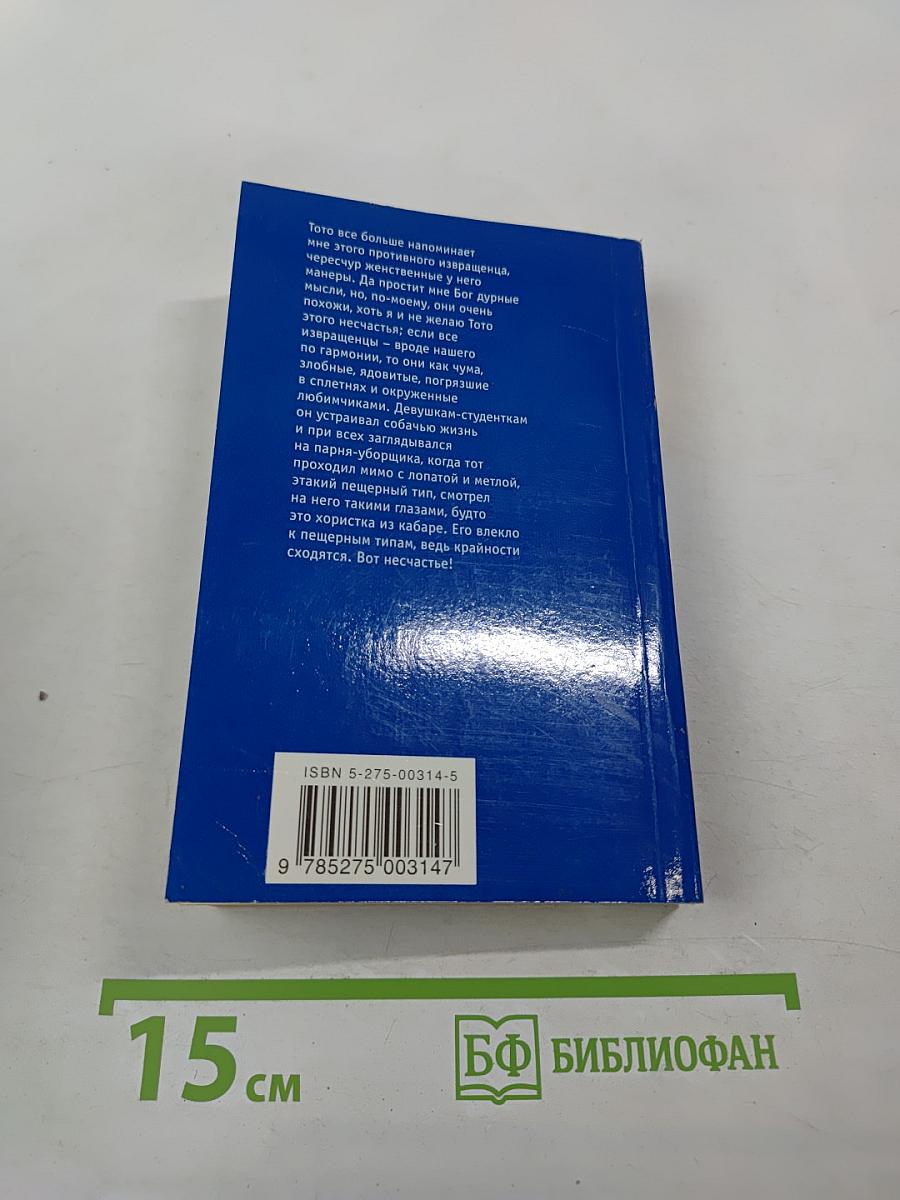 Тото все больше напоминает
мне этого противного извращенца,
чересчур женственные у него
манеры. Да простит мне Бог дурные
мысли, но, по-моему, они очень
похожи, хоть я и не желаю Тото
этого несчастья; если все
извращенцы – вроде нашего
по гармонии, то они как чума,
злобные, ядовитые, погрязшие
в сплетнях и окруженные
любимчиками. Девушкам-студенткам
он устраивал собачью жизнь
и при всех заглядывался
на парня-уборщика, когда тот
проходил мимо с лопатой и метлой,
этакий пещерный тип, смотрел
на него такими глазами, будто
это хористка из кабаре. Его влекло
к пещерным типам, ведь крайности
сходятся. Вот несчастье!
ISBN 5-275-00314-5
9 785275 003147
15 см
БФ БИБЛИОФАН